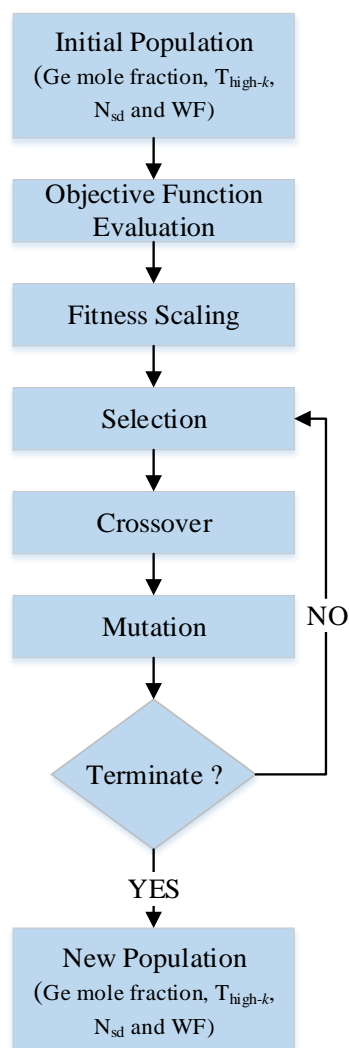 Initial Population
(Ge mole fraction, Thigh-k,
Nsd and WF)
Objective Function
Evaluation
Fitness Scaling
Selection
Crossover
Mutation
NO
Terminate ?
YES
New Population
(Ge mole fraction, Thigh-k,
Nsd and WF)